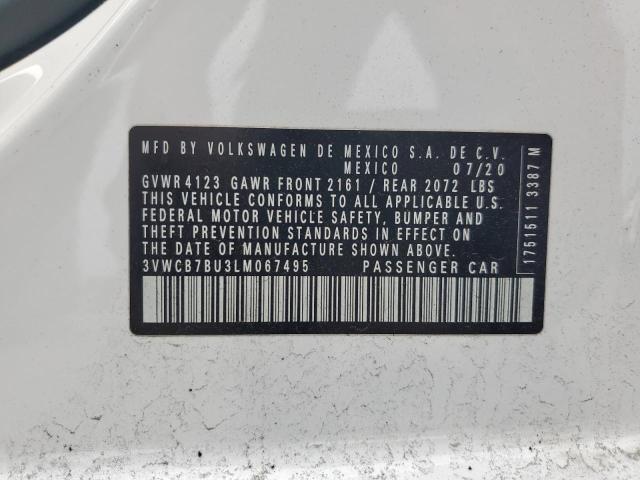 MFD BY VOLKSWAGEN DE MEXICO S.A. DE C.V.
MEXICO 07/20
GVWR 4123 GAWR FRONT 2161 / REAR 2072 LBS
THIS VEHICLE CONFORMS TO ALL APPLICABLE U.S.
FEDERAL MOTOR VEHICLE SAFETY, BUMPER AND
THEFT PREVENTION STANDARDS IN EFFECT ON
THE DATE OF MANUFACTURE SHOWN ABOVE.
3VWCB7BU3LM067495 PASSENGER CAR
17515111 3387 M